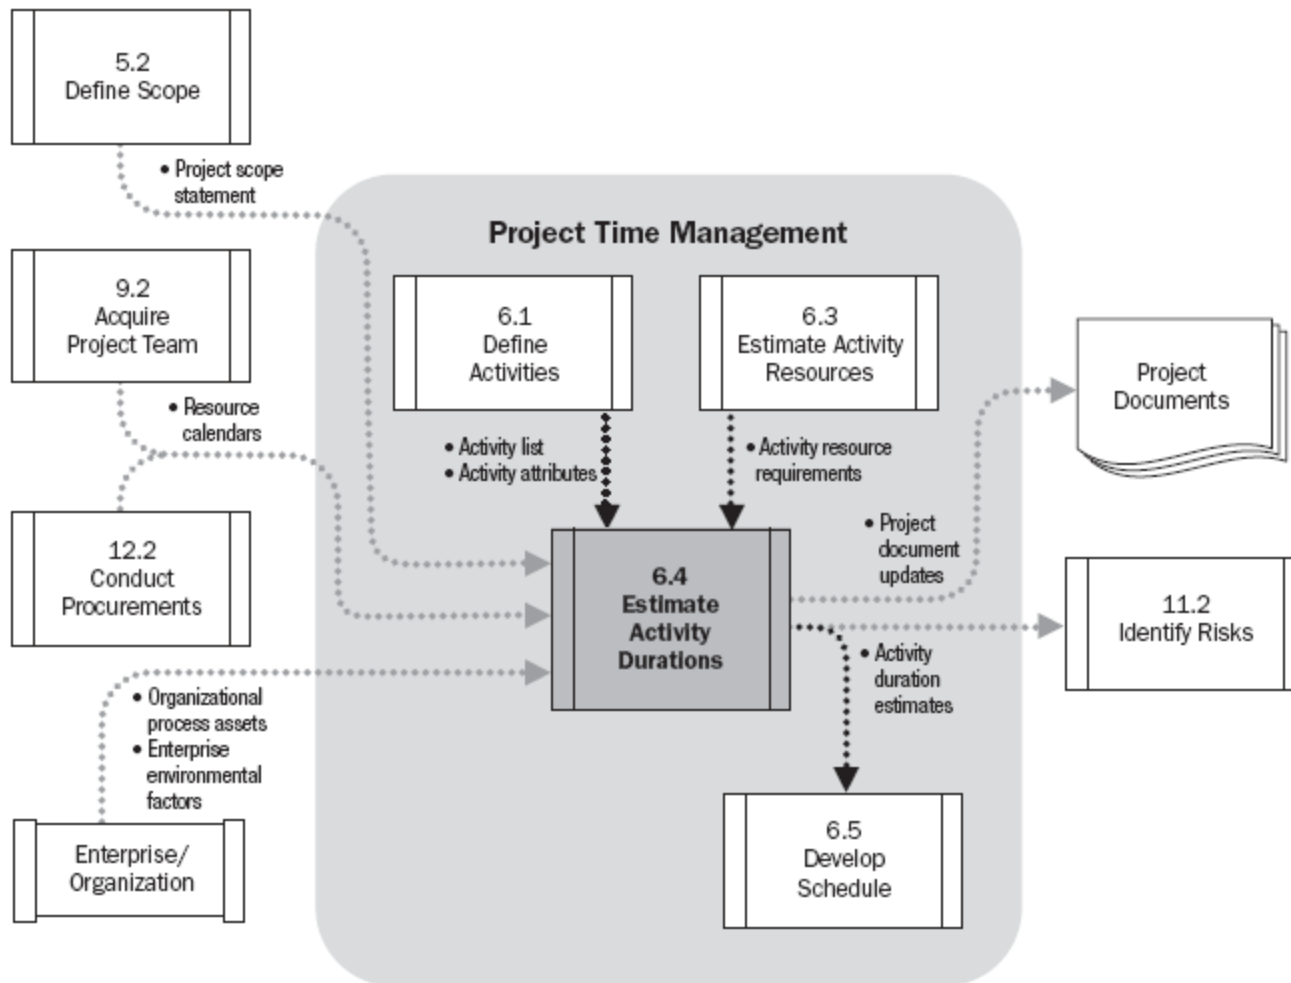 5.2
Define Scope
• Project scope
statement
Project Time Management
9.2
Acquire
Project Team
6.1
Define
Activities
6.3
Estimate Activity
Resources
Project
Documents
• Resource
calendars
• Activity list
• Activity attributes
• Activity resource
requirements
12.2
Conduct
Procurements
6.4
Estimate
Activity
Durations
• Project
document
updates
11.2
Identify Risks
• Activity
duration
estimates
• Organizational
process assets
• Enterprise
environmental
factors
Enterprise/
Organization
6.5
Develop
Schedule